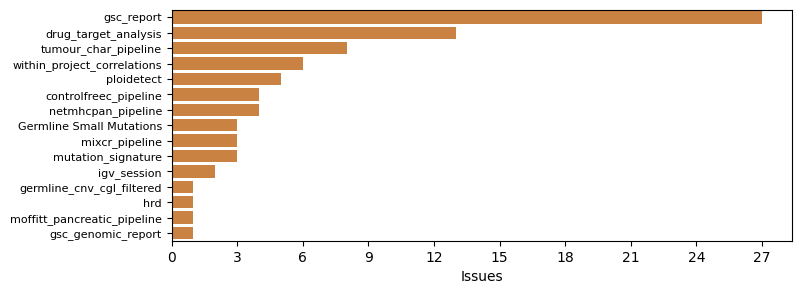 gsc_report
drug_target_analysis
tumour_char_pipeline
within_project_correlations
ploidetect
controlfreec_pipeline
netmhcpan_pipeline
Germline Small Mutations
mixcr_pipeline
mutation_signature
igv_session
germline_cnv_cgl_filtered
hrd
moffitt_pancreatic_pipeline
gsc_genomic_report
0 3 6 9 12 15 18 21 24 27
Issues